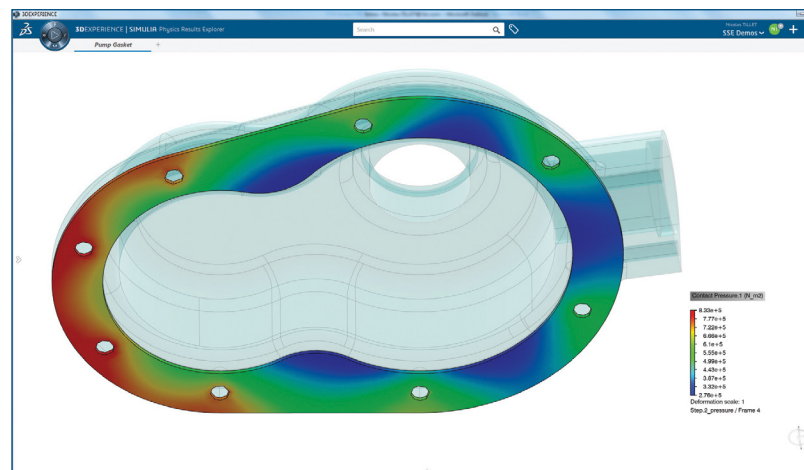 3DEXPERIENCE
3DEXPERIENCE | SIMULIA Physics Results Explorer
Search
Nicolas TILLET
SSE Demos
Pump Gasket
+
Contact Pressure.1 (N_m2)
8.33e+5
7.77e+5
7.22e+5
6.66e+5
6.1e+5
5.55e+5
4.99e+5
4.43e+5
3.87e+5
3.32e+5
2.76e+5
Deformation scale: 1
Step.2_pressure / Frame 4